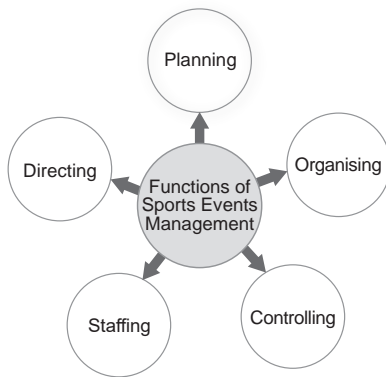 Planning
Directing
Organising
Functions of
Sports Events
Management
Staffing
Controlling